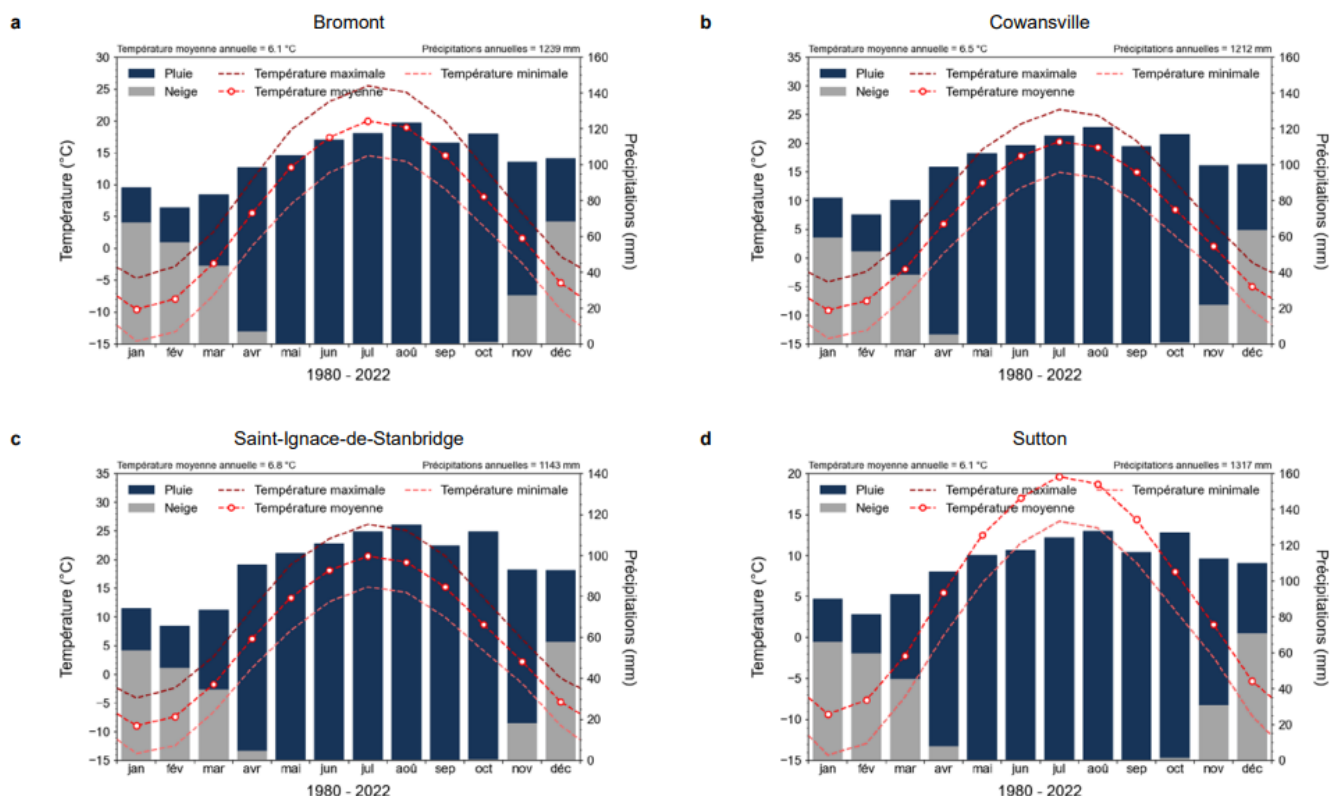 a
Bromont
Température moyenne annuelle = 6.1 °C
Précipitations annuelles = 1239 mm
30
25
20
15
10
5
0
−5
−10
−15
Température (°C)
Pluie
Neige
Température maximale
Température moyenne
Température minimale
160
140
120
100
80
60
40
20
0
Précipitations (mm)
jan fév mar avr mai jun jul aoû sep oct nov déc
1980 - 2022
b
Cowansville
Température moyenne annuelle = 6.5 °C
Précipitations annuelles = 1212 mm
35
30
25
20
15
10
5
0
−5
−10
−15
Température (°C)
Pluie
Neige
Température maximale
Température moyenne
Température minimale
160
140
120
100
80
60
40
20
0
Précipitations (mm)
jan fév mar avr mai jun jul aoû sep oct nov déc
1980 - 2022
c
Saint-Ignace-de-Stanbridge
Température moyenne annuelle = 6.8 °C
Précipitations annuelles = 1143 mm
35
30
25
20
15
10
5
0
−5
−10
−15
Température (°C)
Pluie
Neige
Température maximale
Température moyenne
Température minimale
140
120
100
80
60
40
20
0
Précipitations (mm)
jan fév mar avr mai jun jul aoû sep oct nov déc
1980 - 2022
d
Sutton
Température moyenne annuelle = 6.1 °C
Précipitations annuelles = 1317 mm
20
15
10
5
0
−5
−10
−15
Température (°C)
Pluie
Neige
Température maximale
Température moyenne
Température minimale
160
140
120
100
80
60
40
20
0
Précipitations (mm)
jan fév mar avr mai jun jul aoû sep oct nov déc
1980 - 2022